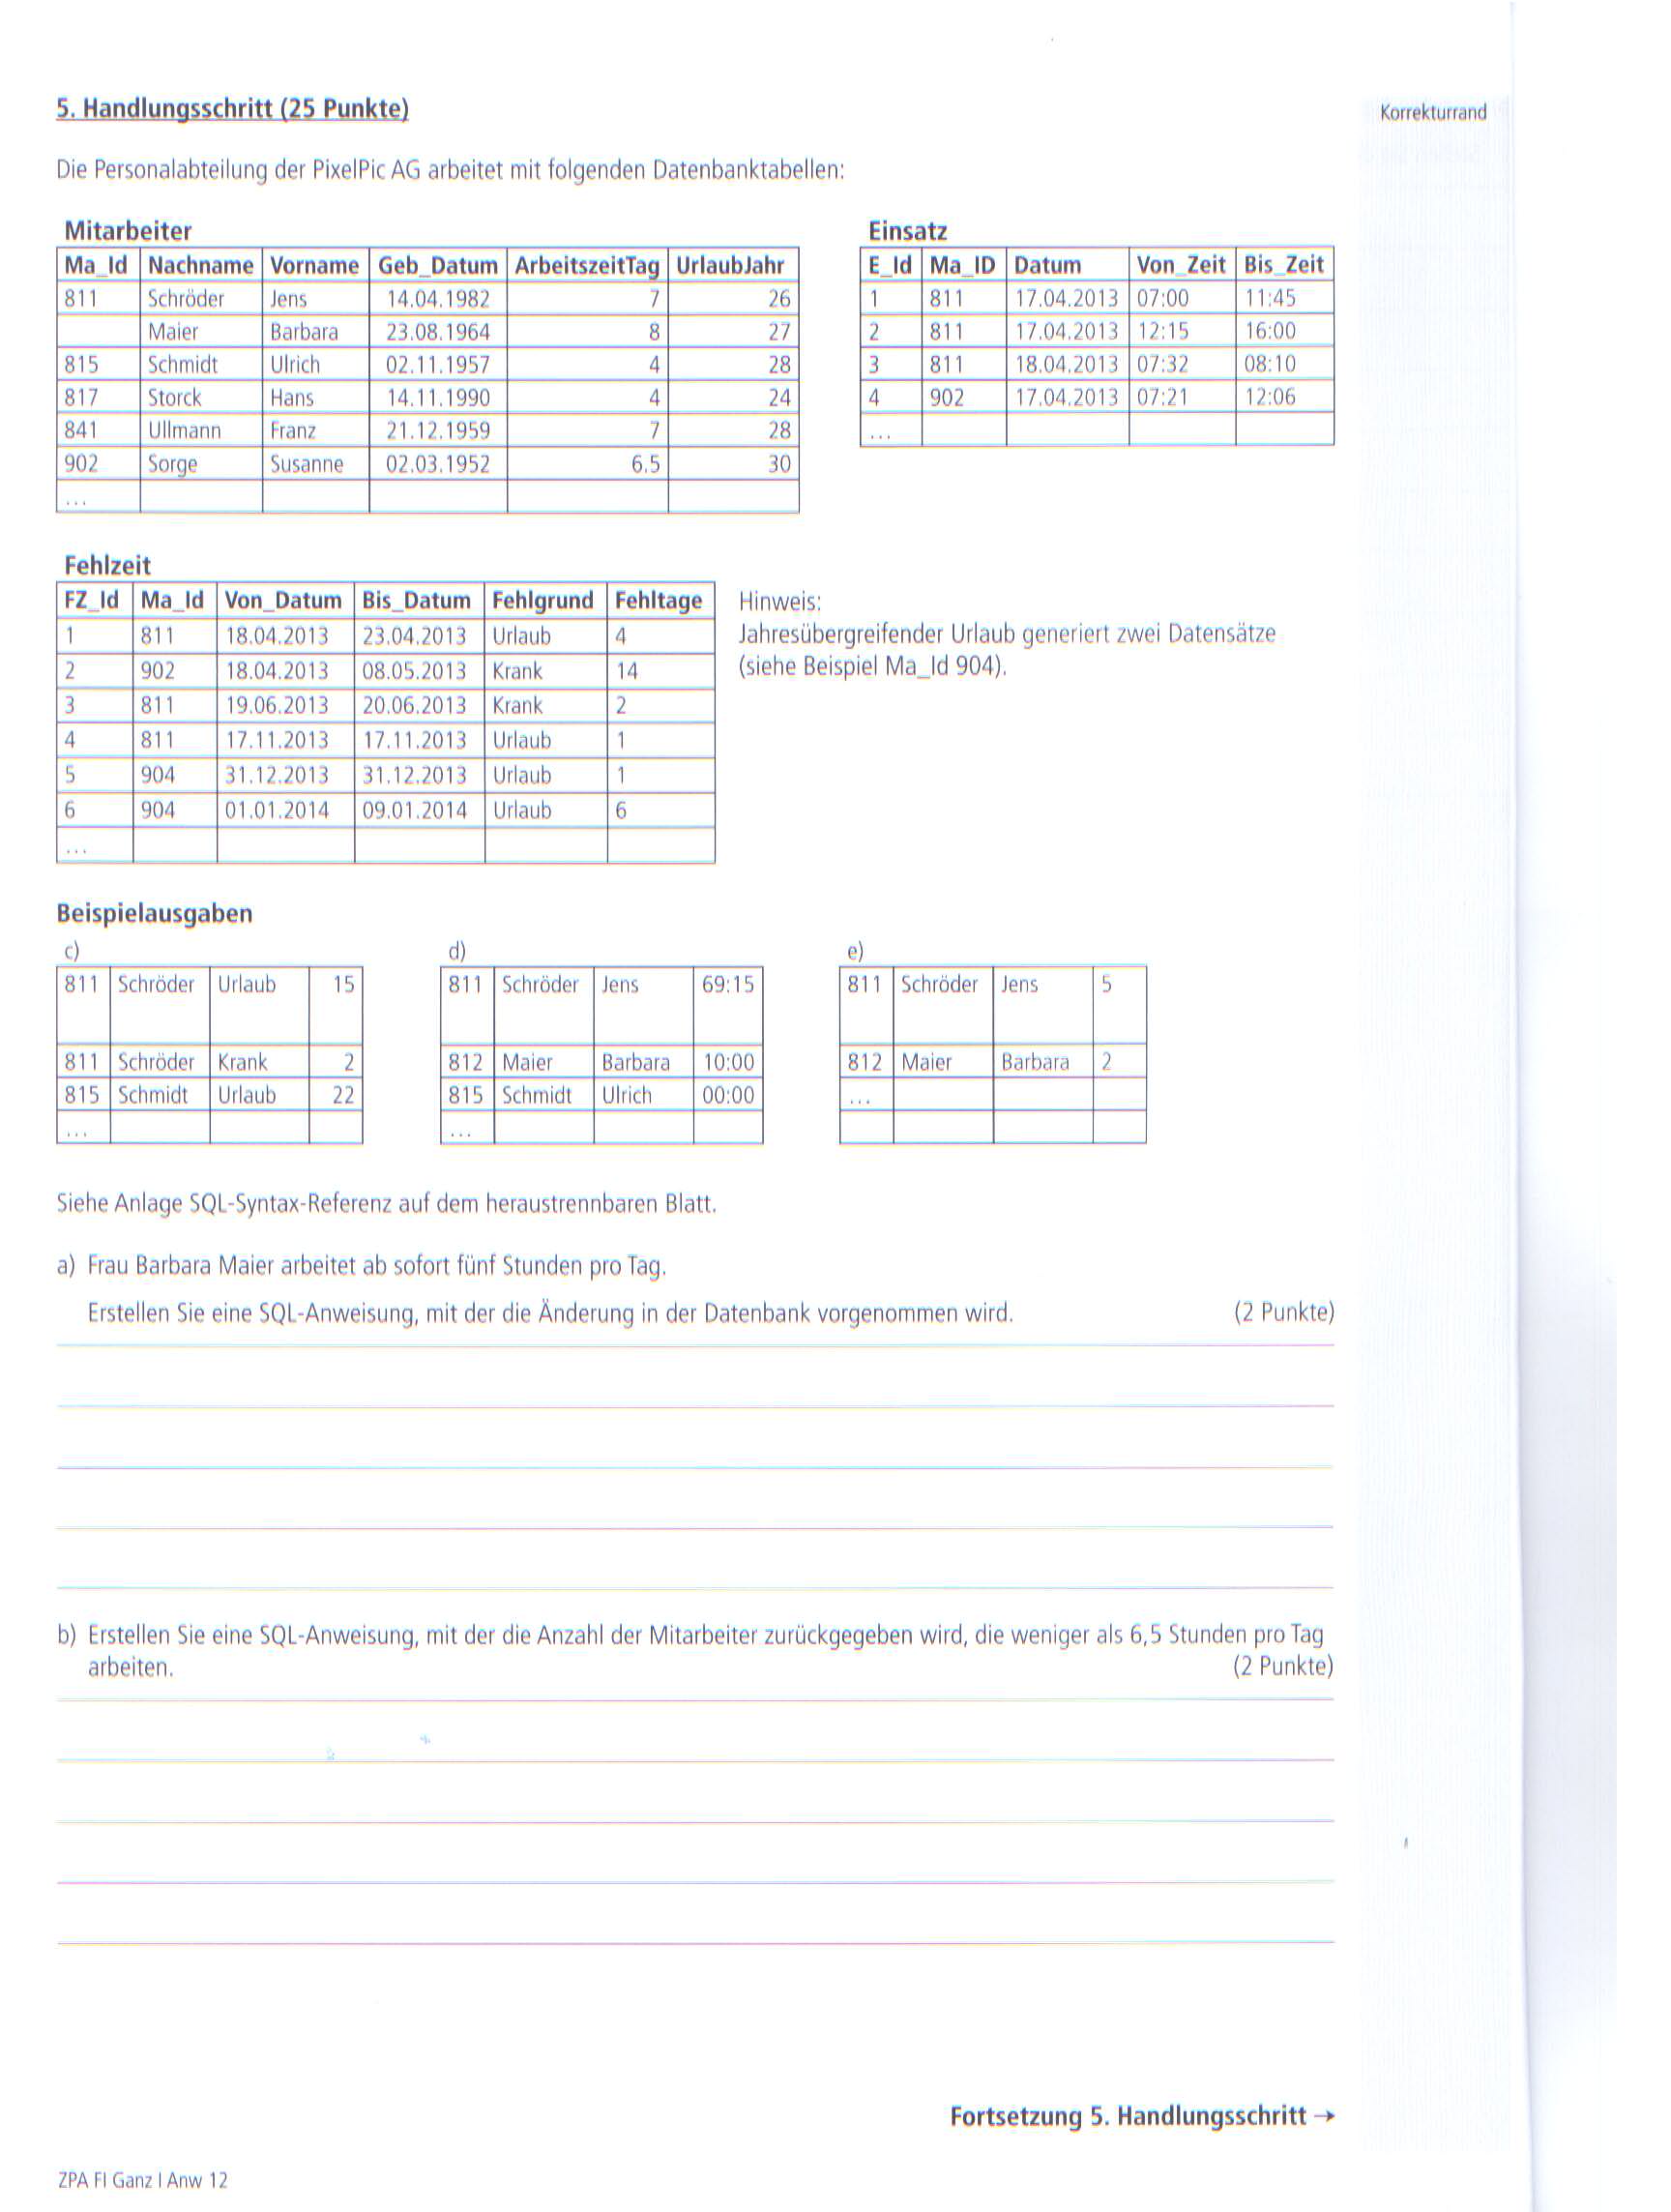 5. Handlungsschritt (25 Punkte)
Korrekturrand
Die Personalabteilung der PixelPic AG arbeitet mit folgenden Datenbanktabellen:
Mitarbeiter
Ma_Id Nachname Vorname Geb_Datum ArbeitszeitTag UrlaubJahr
811 Schröder Jens 14.04.1982 7 26
Maier Barbara 23.08.1964 8 27
815 Schmidt Ulrich 02.11.1957 4 28
817 Storck Hans 14.11.1990 4 24
841 Ullmann Franz 21.12.1959 7 28
902 Sorge Susanne 02.03.1952 6.5 30
...
Einsatz
E_Id Ma_ID Datum Von_Zeit Bis_Zeit
1 811 17.04.2013 07:00 11:45
2 811 17.04.2013 12:15 16:00
3 811 18.04.2013 07:32 08:10
4 902 17.04.2013 07:21 12:06
...
Fehlzeit
FZ_Id Ma_Id Von_Datum Bis_Datum Fehlgrund Fehltage
1 811 18.04.2013 23.04.2013 Urlaub 4
2 902 18.04.2013 08.05.2013 Krank 14
3 811 19.06.2013 20.06.2013 Krank 2
4 811 17.11.2013 17.11.2013 Urlaub 1
5 904 31.12.2013 31.12.2013 Urlaub 1
6 904 01.01.2014 09.01.2014 Urlaub 6
...
Hinweis:
Jahresübergreifender Urlaub generiert zwei Datensätze
(siehe Beispiel Ma_Id 904).
Beispielausgaben
c)
811 Schröder Urlaub 15
811 Schröder Krank 2
815 Schmidt Urlaub 22
...
d)
811 Schröder Jens 69:15
812 Maier Barbara 10:00
815 Schmidt Ulrich 00:00
...
e)
811 Schröder Jens 5
812 Maier Barbara 2
...
Siehe Anlage SQL-Syntax-Referenz auf dem heraustrennbaren Blatt.
a) Frau Barbara Maier arbeitet ab sofort fünf Stunden pro Tag.
Erstellen Sie eine SQL-Anweisung, mit der die Änderung in der Datenbank vorgenommen wird. (2 Punkte)
b) Erstellen Sie eine SQL-Anweisung, mit der die Anzahl der Mitarbeiter zurückgegeben wird, die weniger als 6,5 Stunden pro Tag
arbeiten. (2 Punkte)
Fortsetzung 5. Handlungsschritt →
ZPA FI Ganz I Anw 12